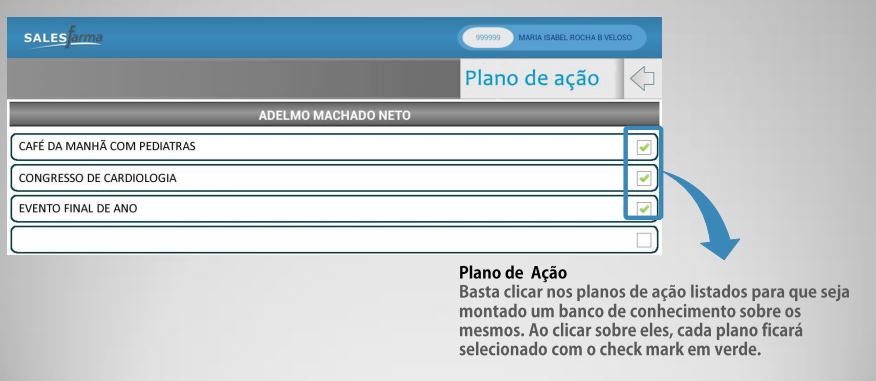 SALESfarma
999999 MARIA ISABEL ROCHA B VELOSO
Plano de ação
ADELMO MACHADO NETO
CAFÉ DA MANHÃ COM PEDIATRAS
CONGRESSO DE CARDIOLOGIA
EVENTO FINAL DE ANO
Plano de Ação
Basta clicar nos planos de ação listados para que seja
montado um banco de conhecimento sobre os
mesmos. Ao clicar sobre eles, cada plano ficará
selecionado com o check mark em verde.